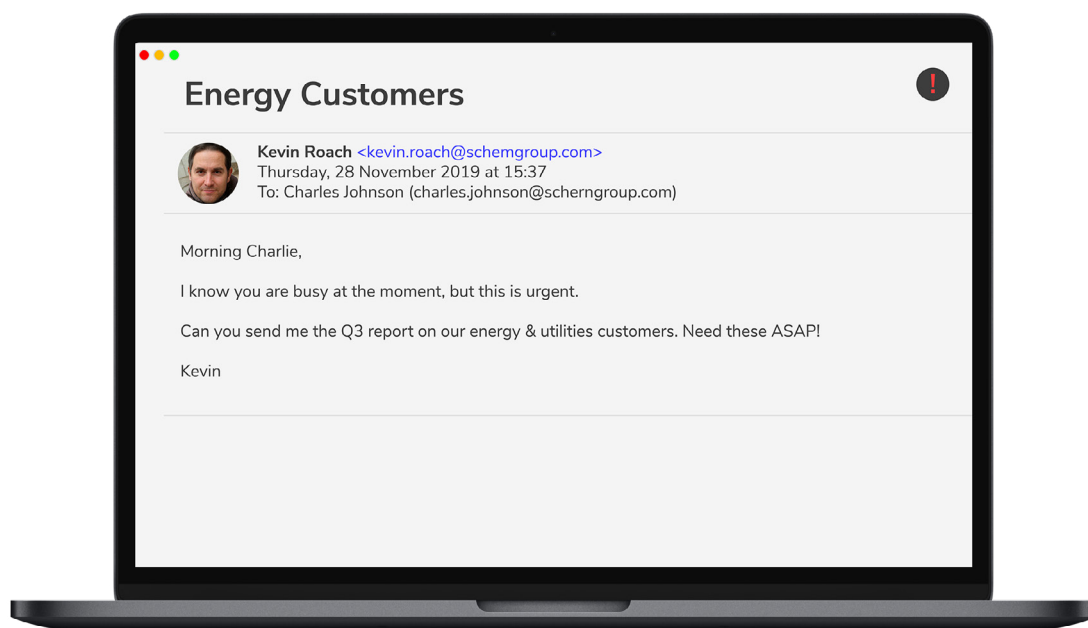 Energy Customers
Kevin Roach <kevin.roach@schemgroup.com>
Thursday, 28 November 2019 at 15:37
To: Charles Johnson (charles.johnson@scherngroup.com)
Morning Charlie,
I know you are busy at the moment, but this is urgent.
Can you send me the Q3 report on our energy & utilities customers. Need these ASAP!
Kevin